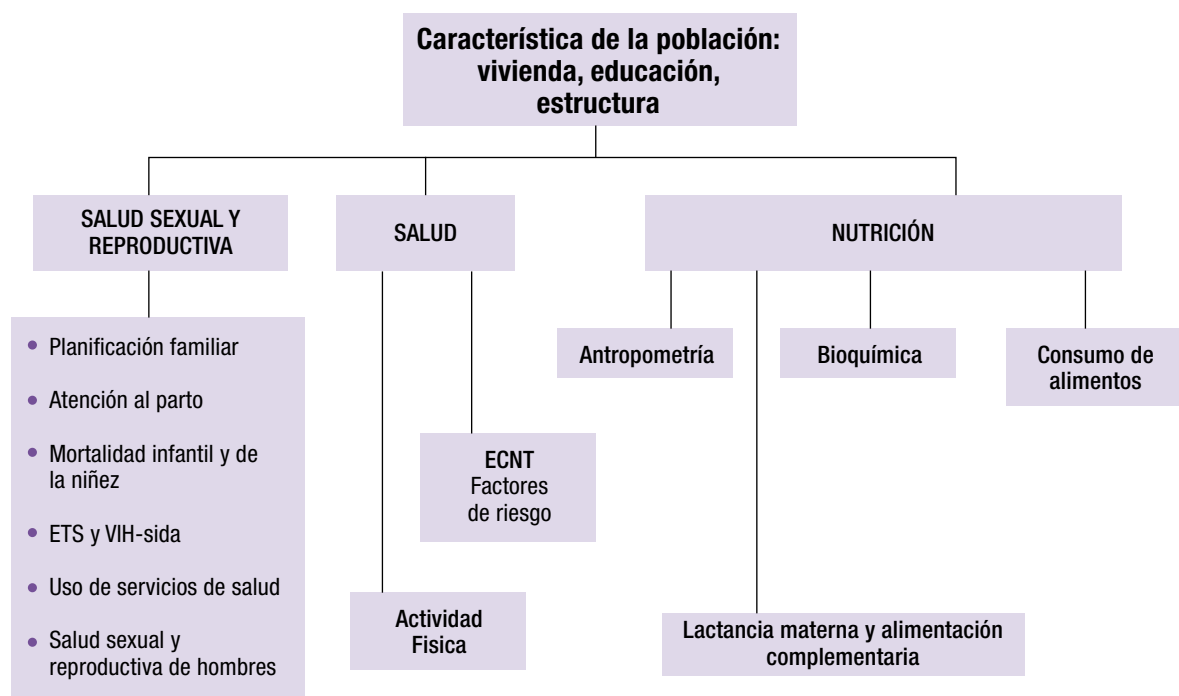 Característica de la población:
vivienda, educación,
estructura
SALUD SEXUAL Y
REPRODUCTIVA
SALUD
NUTRICIÓN
• Planificación familiar
• Atención al parto
• Mortalidad infantil y de
la niñez
• ETS y VIH-sida
• Uso de servicios de salud
• Salud sexual y
reproductiva de hombres
ECNT
Factores
de riesgo
Actividad
Fisica
Antropometría
Bioquímica
Consumo de
alimentos
Lactancia materna y alimentación
complementaria